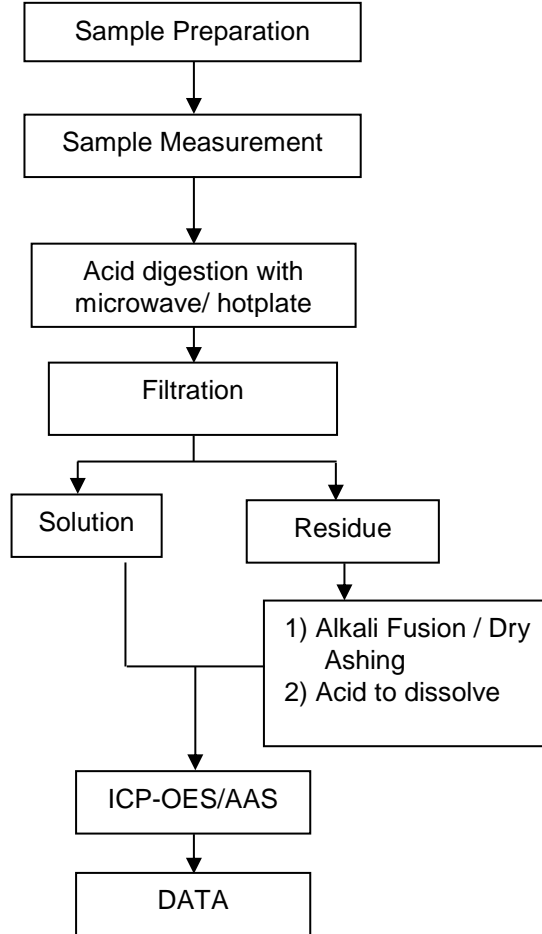 Sample Preparation
Sample Measurement
Acid digestion with
microwave/ hotplate
Filtration
Solution
Residue
1) Alkali Fusion / Dry
Ashing
2) Acid to dissolve
ICP-OES/AAS
DATA